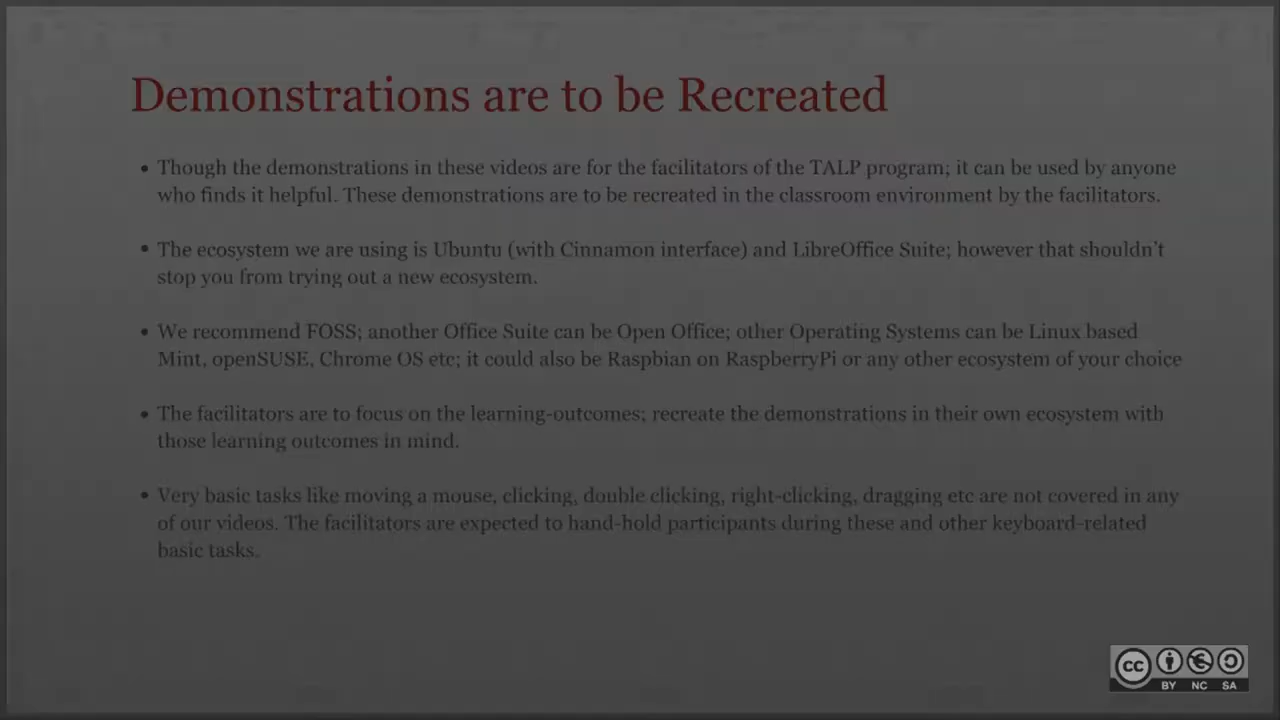 Demonstrations are to be Recreated
• Though the demonstrations in these videos are for the facilitators of the TALP program; it can be used by anyone
who finds it helpful. These demonstrations are to be recreated in the classroom environment by the facilitators.
• The ecosystem we are using is Ubuntu (with Cinnamon interface) and LibreOffice Suite; however that shouldn't
stop you from trying out a new ecosystem.
• We recommend FOSS; another Office Suite can be Open Office; other Operating Systems can be Linux based
Mint, openSUSE, Chrome OS etc; it could also be Raspbian on RaspberryPi or any other ecosystem of your choice
• The facilitators are to focus on the learning-outcomes; recreate the demonstrations in their own ecosystem with
those learning outcomes in mind.
• Very basic tasks like moving a mouse, clicking, double clicking, right-clicking, dragging etc are not covered in any
of our videos. The facilitators are expected to hand-hold participants during these and other keyboard-related
basic tasks.
cc
BY NC SA